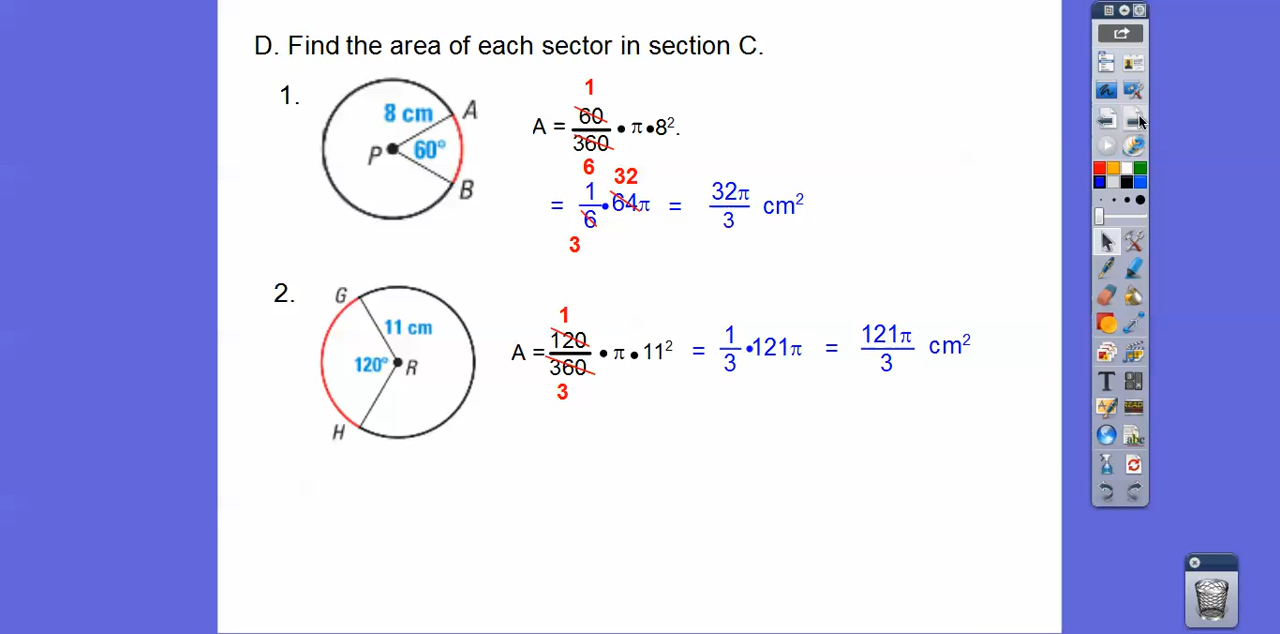 D. Find the area of each sector in section C.
1.
8 cm
A
P
60°
B
1
A = 60/360 • π • 8².
6
32
= 1/6 • 64π = 32π/3 cm²
3
2.
G
11 cm
120°
R
H
1
A = 120/360 • π • 11² = 1/3 • 121π = 121π/3 cm²
3